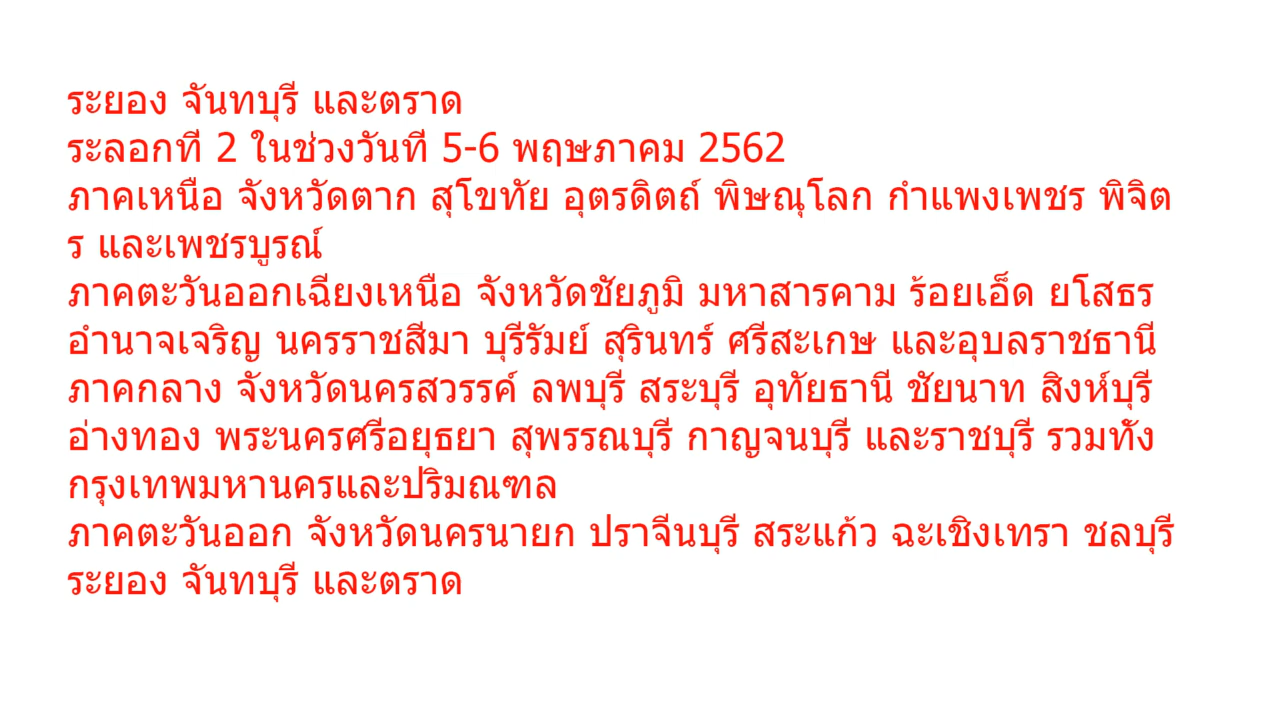 ระยอง จันทบุรี และตราด
ระลอกที่ 2 ในช่วงวันที่ 5-6 พฤษภาคม 2562
ภาคเหนือ จังหวัดตาก สุโขทัย อุตรดิตถ์ พิษณุโลก กำแพงเพชร พิจิต
ร และเพชรบูรณ์
ภาคตะวันออกเฉียงเหนือ จังหวัดชัยภูมิ มหาสารคาม ร้อยเอ็ด ยโสธร
อำนาจเจริญ นครราชสีมา บุรีรัมย์ สุรินทร์ ศรีสะเกษ และอุบลราชธานี
ภาคกลาง จังหวัดนครสวรรค์ ลพบุรี สระบุรี อุทัยธานี ชัยนาท สิงห์บุรี
อ่างทอง พระนครศรีอยุธยา สุพรรณบุรี กาญจนบุรี และราชบุรี รวมทั้ง
กรุงเทพมหานครและปริมณฑล
ภาคตะวันออก จังหวัดนครนายก ปราจีนบุรี สระแก้ว ฉะเชิงเทรา ชลบุรี
ระยอง จันทบุรี และตราด